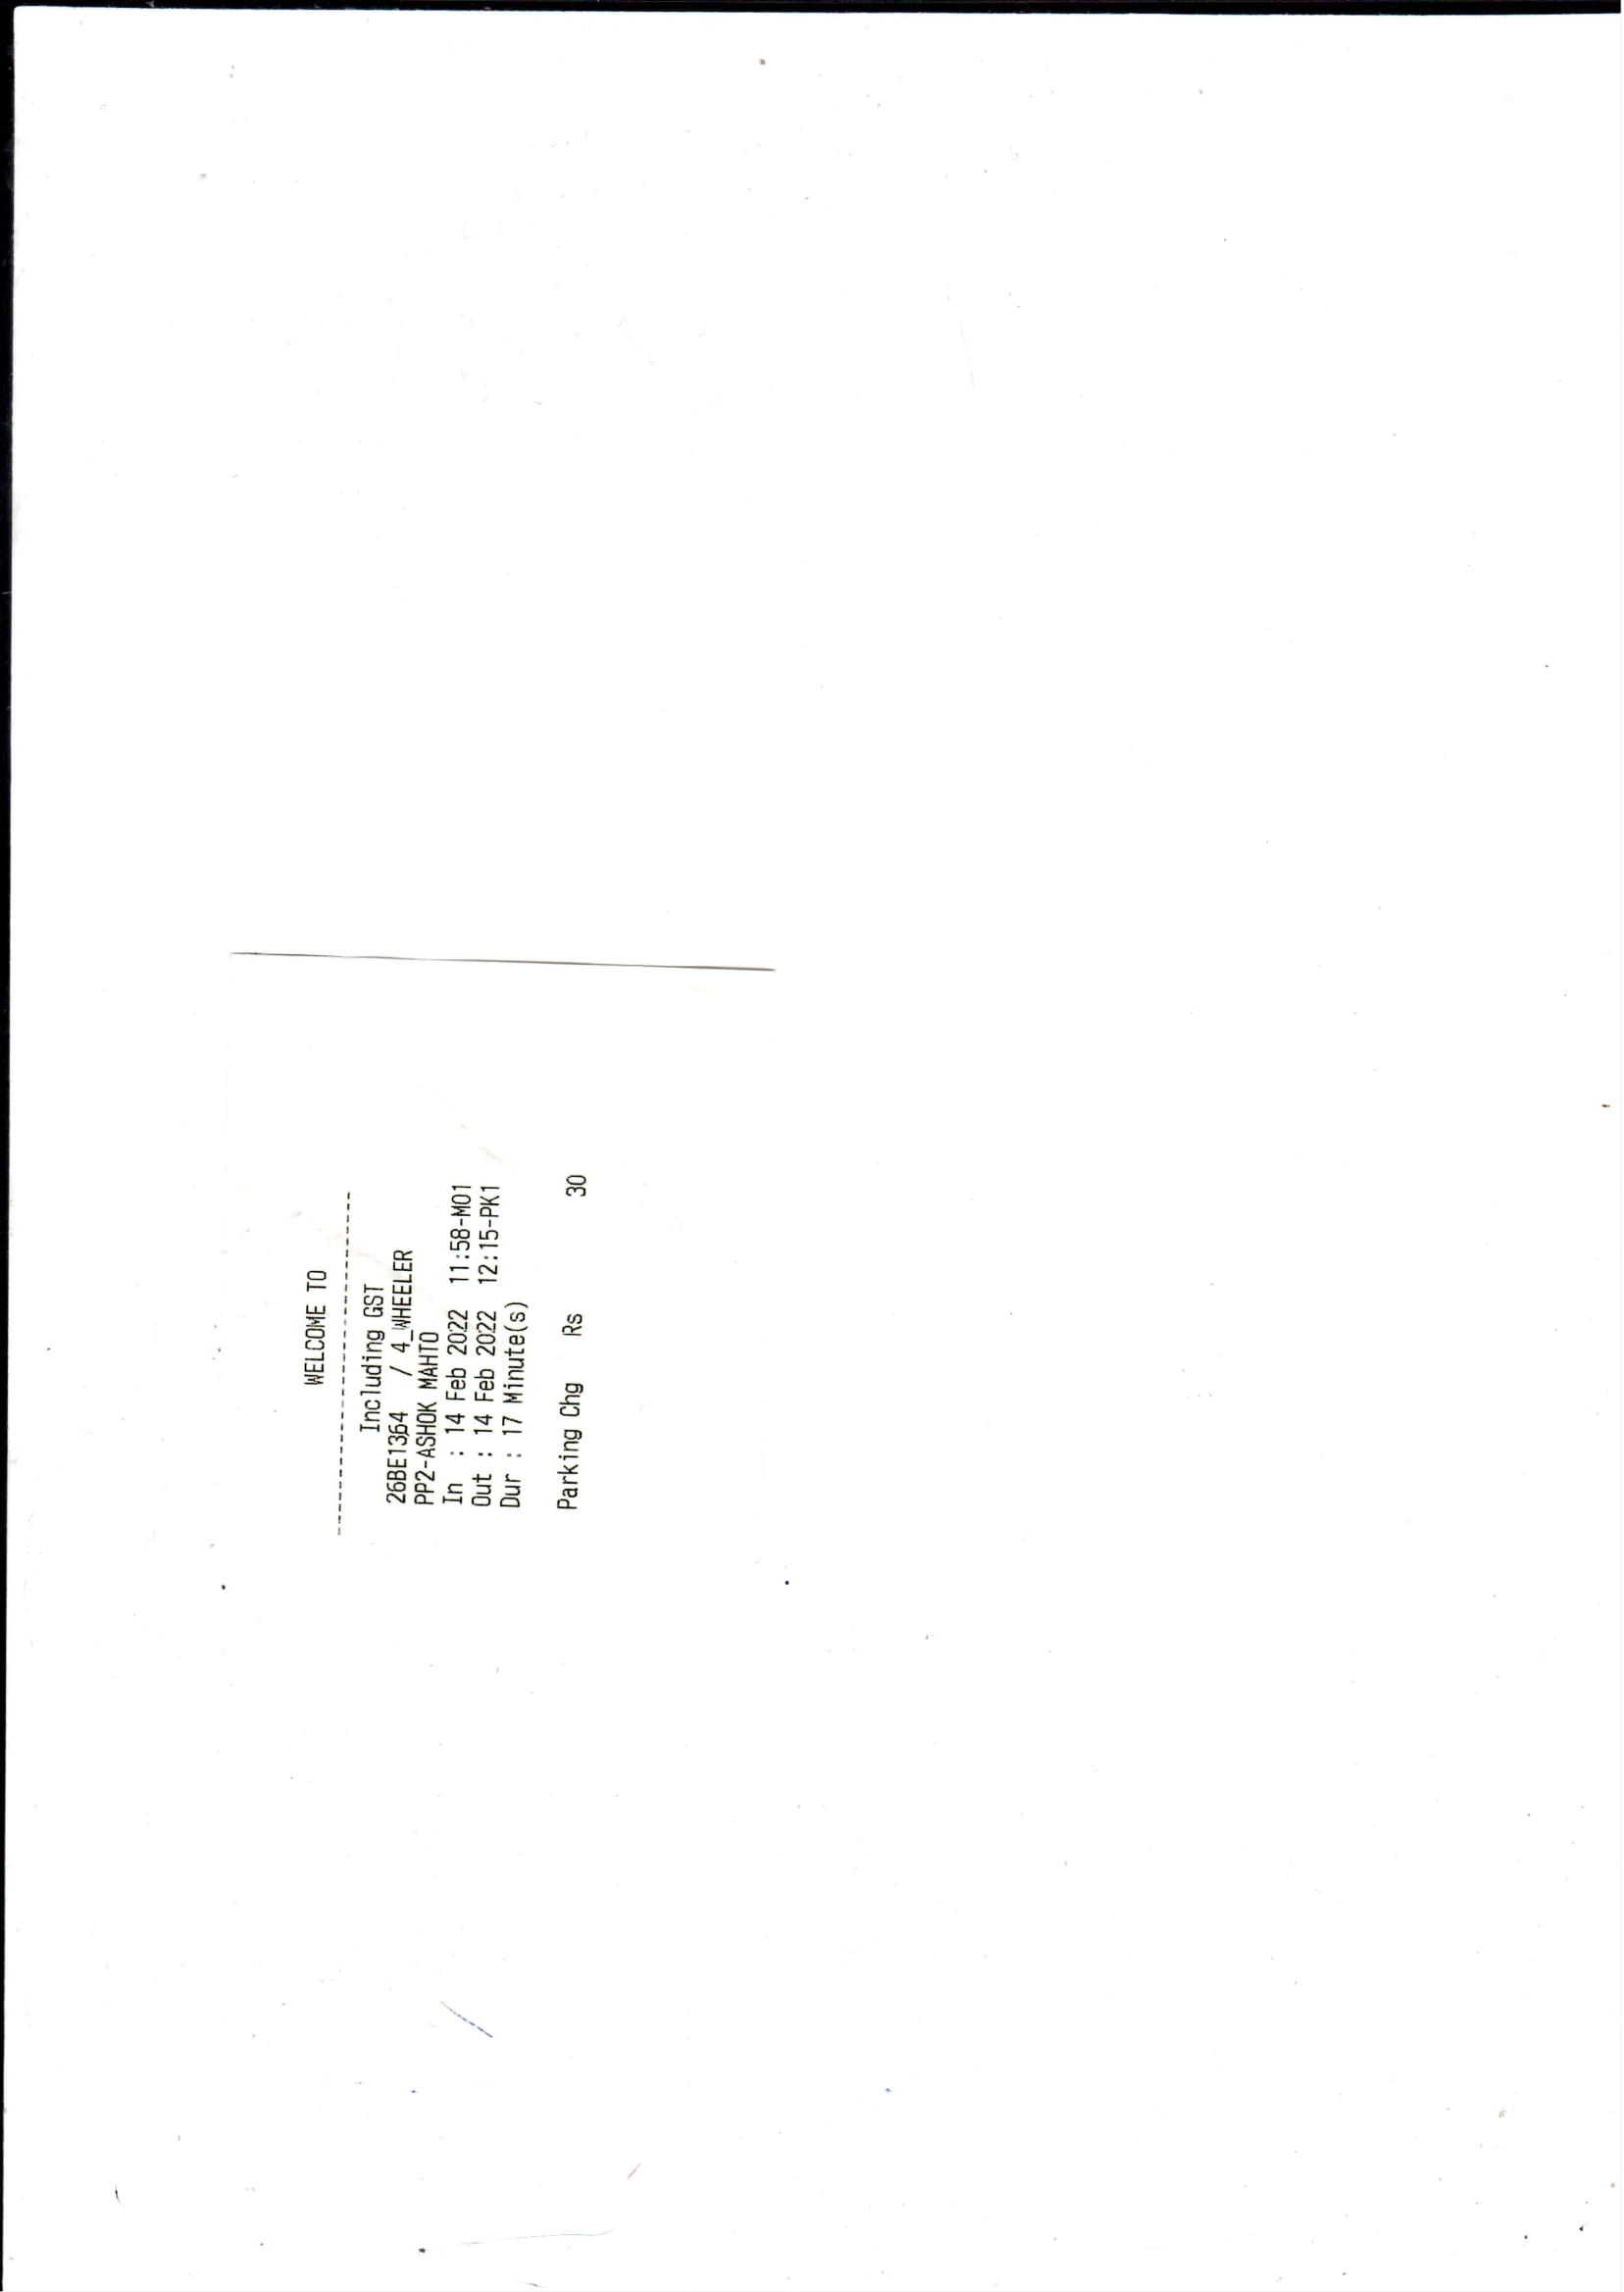 WELCOME TO
------------------------------
Including GST
26BE1364 / 4_WHEELER
PP2-ASHOK MAHTO
In : 14 Feb 2022 11:58-M01
Out : 14 Feb 2022 12:15-PK1
Dur : 17 Minute(s)
Parking Chg Rs 30